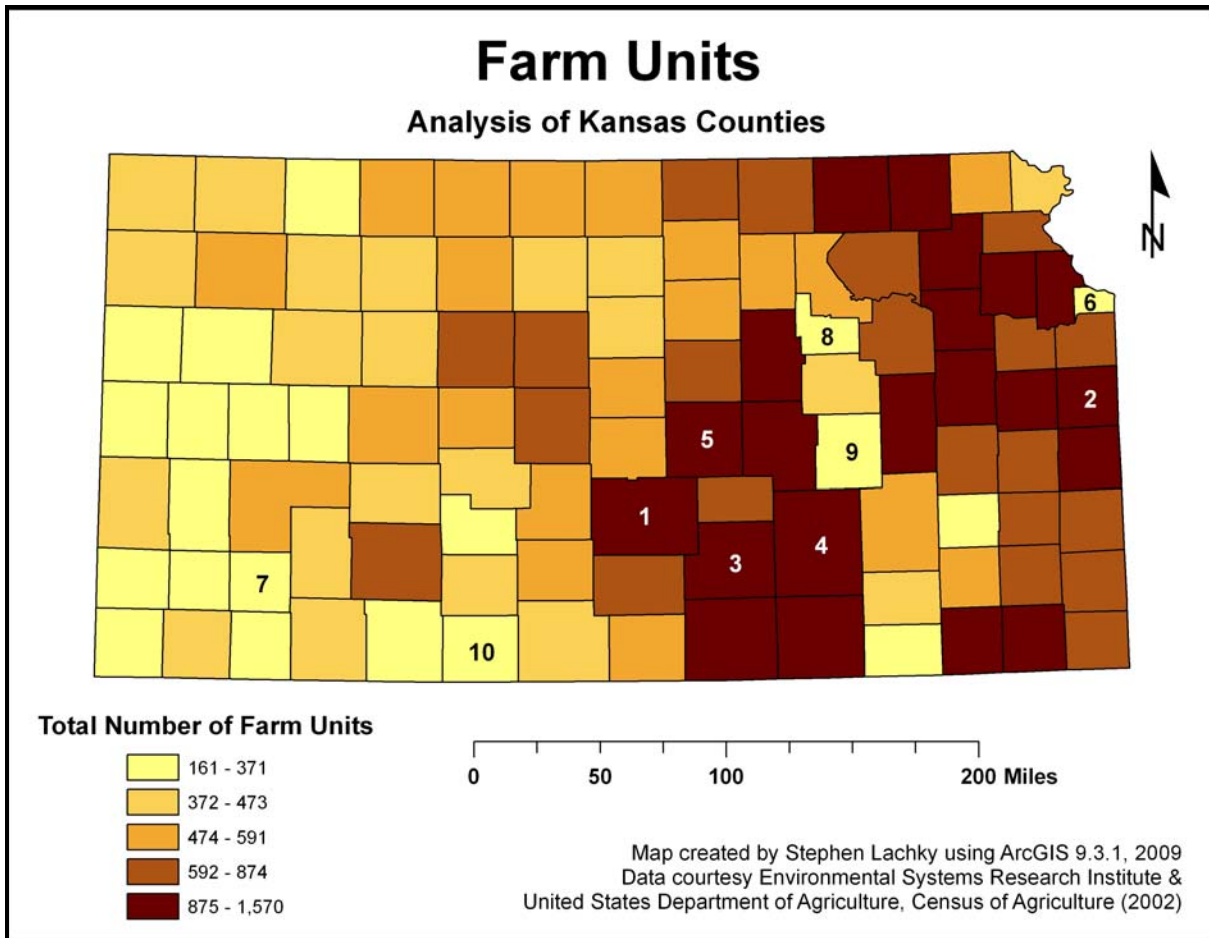 Farm Units
Analysis of Kansas Counties
N
6
8
2
5
9
1
4
3
7
10
Total Number of Farm Units
161 - 371
372 - 473
474 - 591
592 - 874
875 - 1,570
0 50 100 200 Miles
Map created by Stephen Lachky using ArcGIS 9.3.1, 2009
Data courtesy Environmental Systems Research Institute &
United States Department of Agriculture, Census of Agriculture (2002)